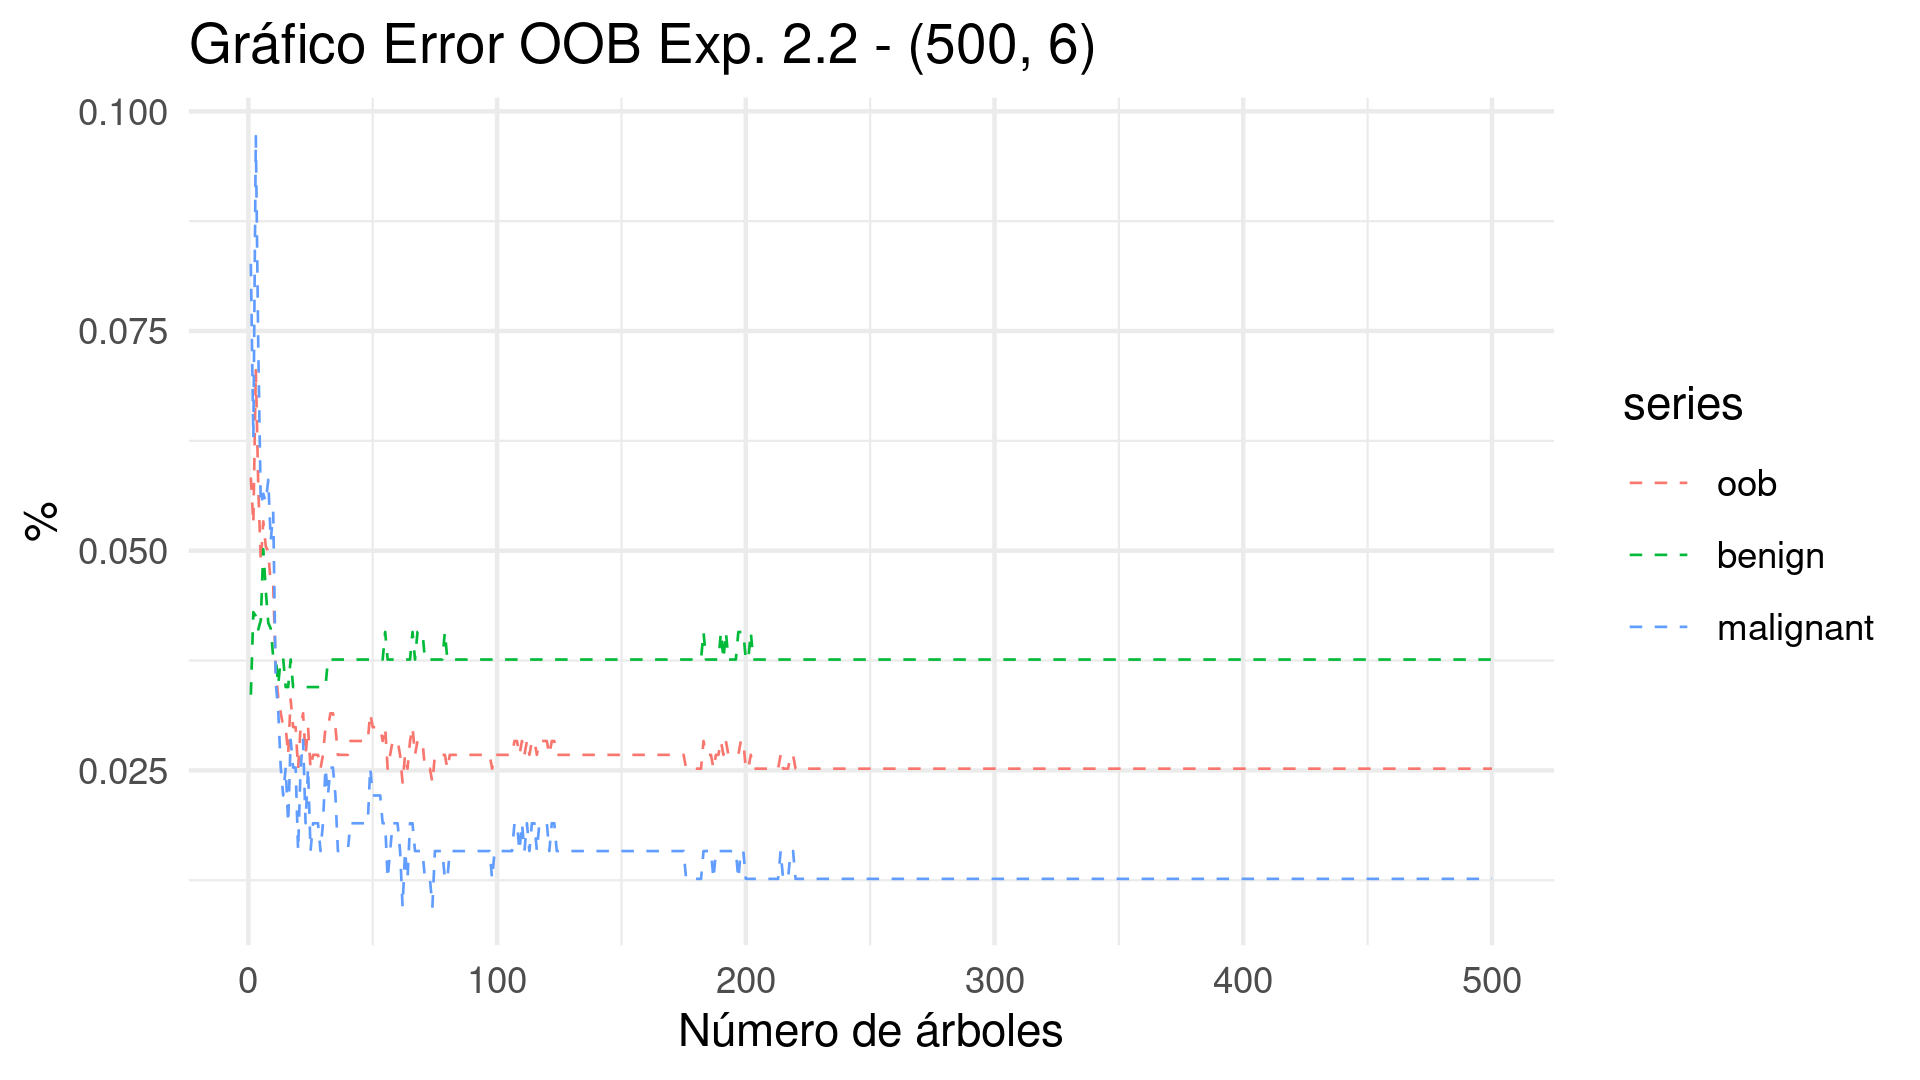 Gráfico Error OOB Exp. 2.2 - (500, 6)
0.100
0.075
0.050
0.025
%
0 100 200 300 400 500
Número de árboles
series
oob
benign
malignant